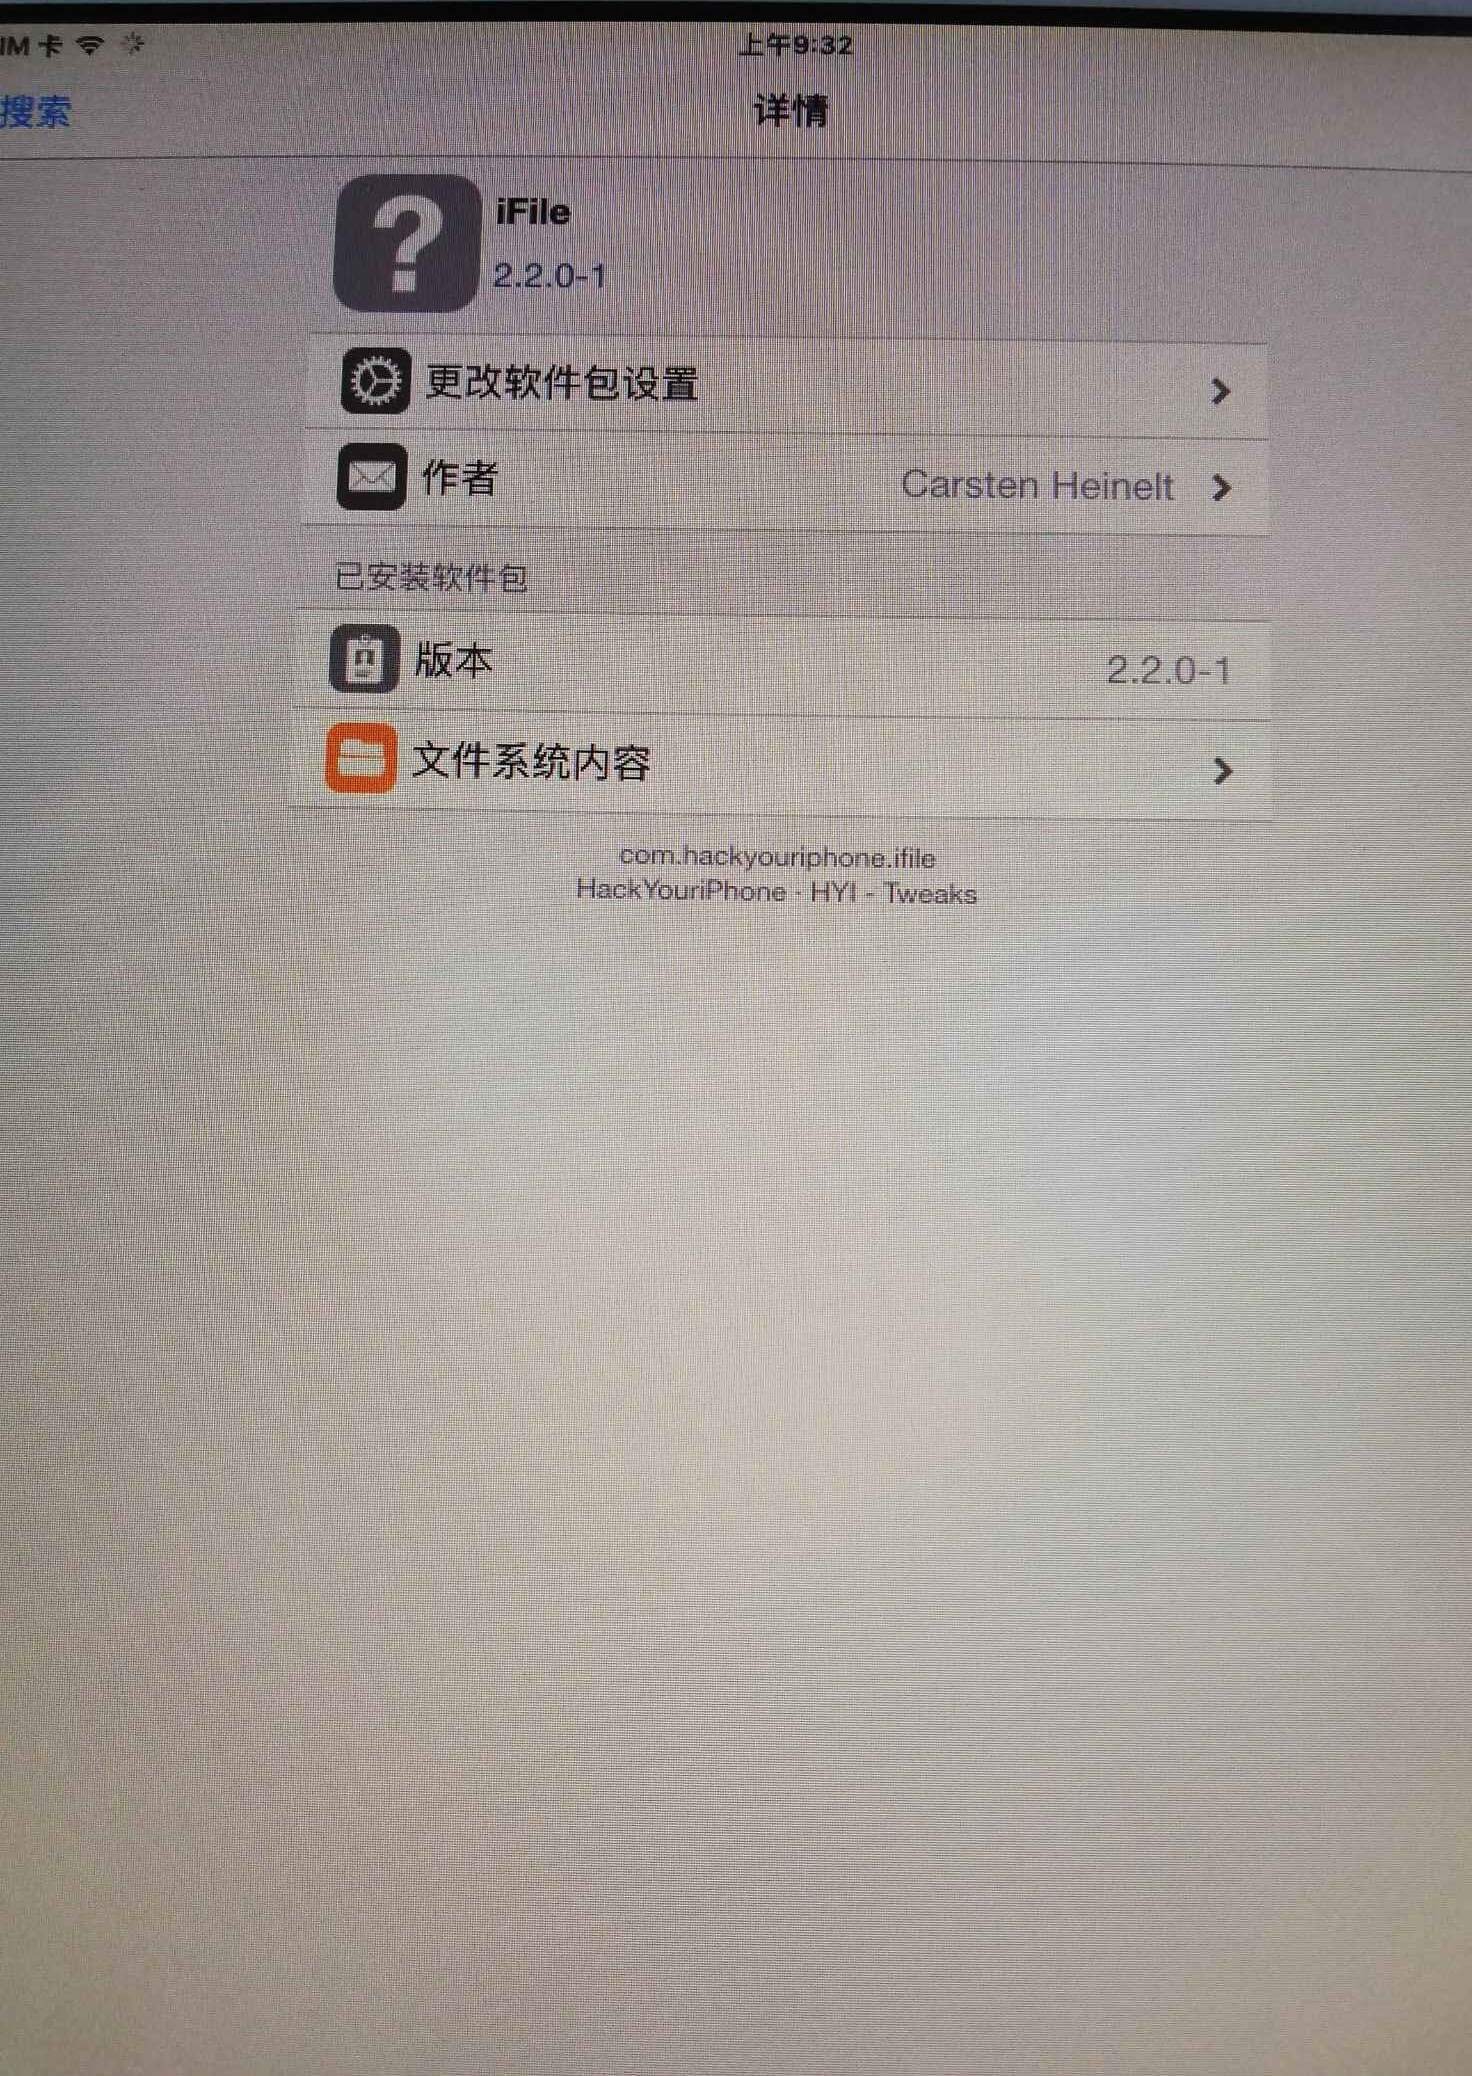 IM 卡 上午9:32
搜索 详情
iFile
2.2.0-1
更改软件包设置
作者 Carsten Heinelt
已安装软件包
版本 2.2.0-1
文件系统内容
com.hackyouriphone.ifile
HackYouriPhone · HYI - Tweaks